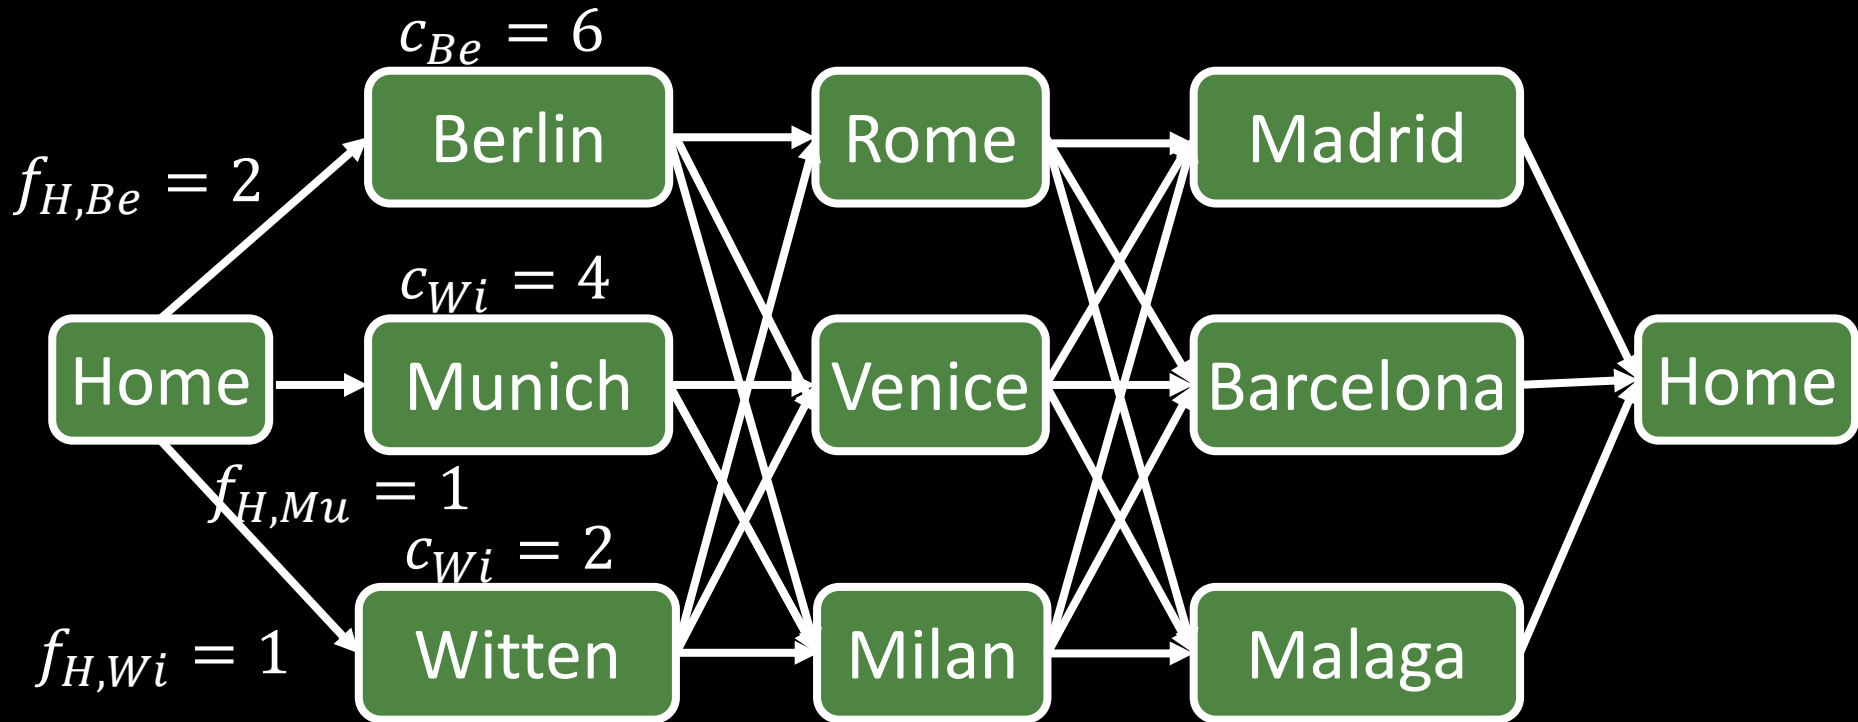 c_{Be} = 6
Berlin Rome Madrid
f_{H,Be} = 2
c_{Wi} = 4
Home Munich Venice Barcelona Home
f_{H,Mu} = 1
c_{Wi} = 2
Witten Milan Malaga
f_{H,Wi} = 1